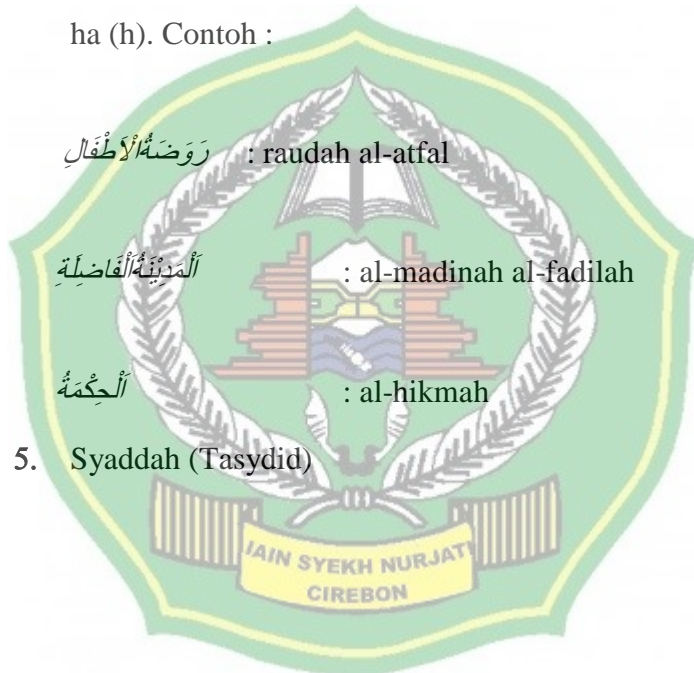 ha (h). Contoh :
رَوَضَةُالْاَطْفَالِ : raudah al-atfal
اَلْمَدِيْنَةُاَلْفَاضِلَةِ : al-madinah al-fadilah
اَلْحِكْمَةُ : al-hikmah
5. Syaddah (Tasydid)
IAIN SYEKH NURJATI
CIREBON